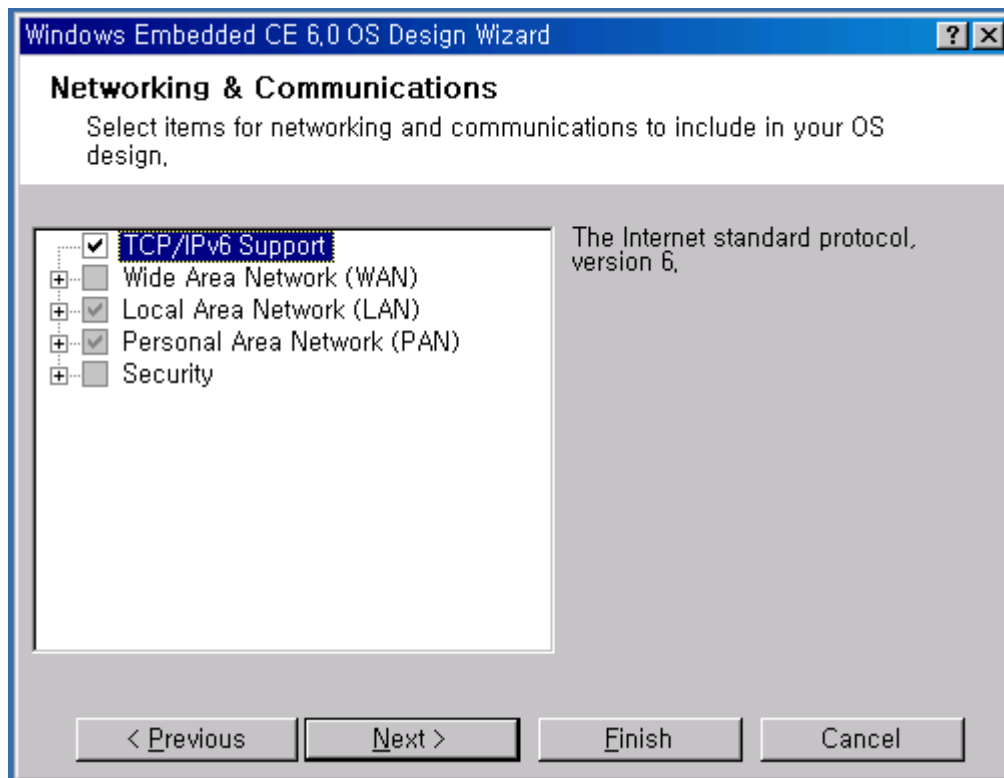 Windows Embedded CE 6.0 OS Design Wizard
Networking & Communications
Select items for networking and communications to include in your OS
design.
TCP/IPv6 Support
Wide Area Network (WAN)
Local Area Network (LAN)
Personal Area Network (PAN)
Security
The Internet standard protocol,
version 6.
< Previous
Next >
Finish
Cancel